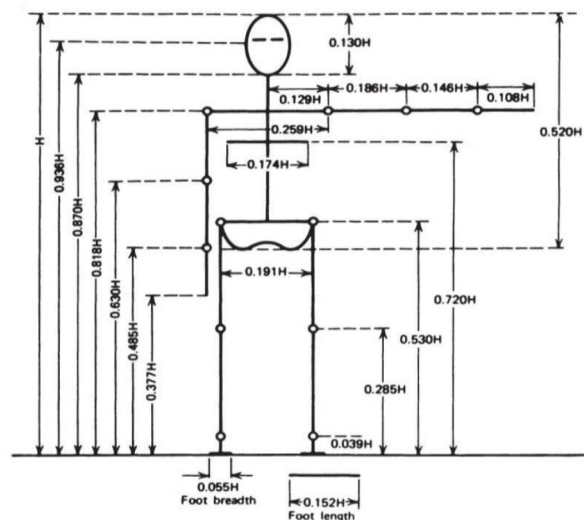 0.130H
0.186H
0.146H
0.129H
0.108H
0.259H
0.520H
0.174H
H
0.936H
0.870H
0.818H
0.630H
0.485H
0.377H
0.191H
0.720H
0.530H
0.285H
0.039H
0.055H
Foot breadth
0.152H
Foot length